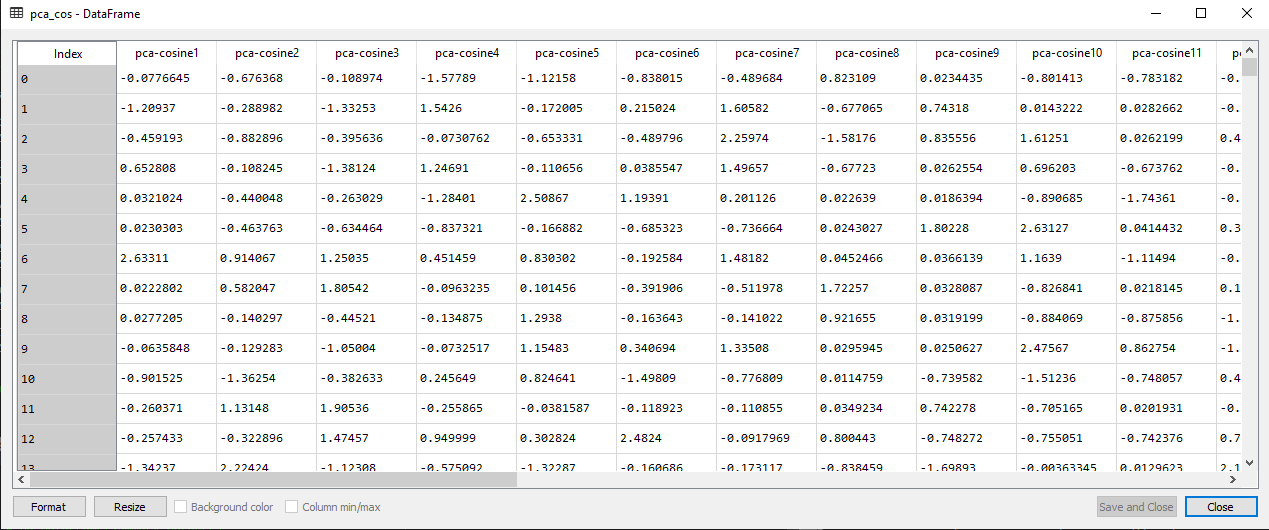 pca_cos - DataFrame
Index pca-cosine1 pca-cosine2 pca-cosine3 pca-cosine4 pca-cosine5 pca-cosine6 pca-cosine7 pca-cosine8 pca-cosine9 pca-cosine10 pca-cosine11
0 -0.0776645 -0.676368 -0.108974 -1.57789 -1.12158 -0.838015 -0.489684 0.823109 0.0234435 -0.801413 -0.783182 -0.
1 -1.20937 -0.288982 -1.33253 1.5426 -0.172005 0.215024 1.60582 -0.677065 0.74318 0.0143222 0.0282662 -0.
2 -0.459193 -0.882896 -0.395636 -0.0730762 -0.653331 -0.489796 2.25974 -1.58176 0.835556 1.61251 0.0262199 0.4
3 0.652808 -0.108245 -1.38124 1.24691 -0.110656 0.0385547 1.49657 -0.67723 0.0262554 0.696203 -0.673762 -0.
4 0.0321024 -0.440048 -0.263029 -1.28401 2.50867 1.19391 0.201126 0.022639 0.0186394 -0.890685 -1.74361 -0.
5 0.0230303 -0.463763 -0.634464 -0.837321 -0.166882 -0.685323 -0.736664 0.0243027 1.80228 2.63127 0.0414432 0.3
6 2.63311 0.914067 1.25035 0.451459 0.830302 -0.192584 1.48182 0.0452466 0.0366139 1.1639 -1.11494 -0.
7 0.0222802 0.582047 1.80542 -0.0963235 0.101456 -0.391906 -0.511978 1.72257 0.0328087 -0.826841 0.0218145 0.1
8 0.0277205 -0.140297 -0.44521 -0.134875 1.2938 -0.163643 -0.141022 0.921655 0.0319199 -0.884069 -0.875856 -1.
9 -0.0635848 -0.129283 -1.05004 -0.0732517 1.15483 0.340694 1.33508 0.0295945 0.0250627 2.47567 0.862754 -1.
10 -0.901525 -1.36254 -0.382633 0.245649 0.824641 -1.49809 -0.776809 0.0114759 -0.739582 -1.51236 -0.748057 0.4
11 -0.260371 1.13148 1.90536 -0.255865 -0.0381587 -0.118923 -0.110855 0.0349234 0.742278 -0.705165 0.0201931 -0.
12 -0.257433 -0.322896 1.47457 0.949999 0.302824 2.4824 -0.0917969 0.800443 -0.748272 -0.755051 -0.742376 0.7
13 -1.34237 2.22424 -1.12308 -0.575092 -1.32287 -0.160686 -0.173117 -0.838459 -1.69893 -0.00363345 0.0129623 2.1
Format Resize Background color Column min/max Save and Close Close